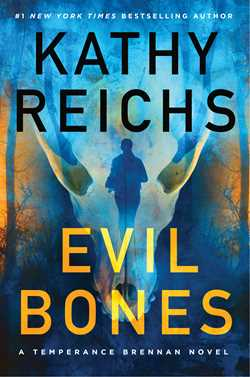 #1 NEW YORK TIMES BESTSELLING AUTHOR
KATHY
REICHS
EVIL
BONES
A TEMPERANCE BRENNAN NOVEL